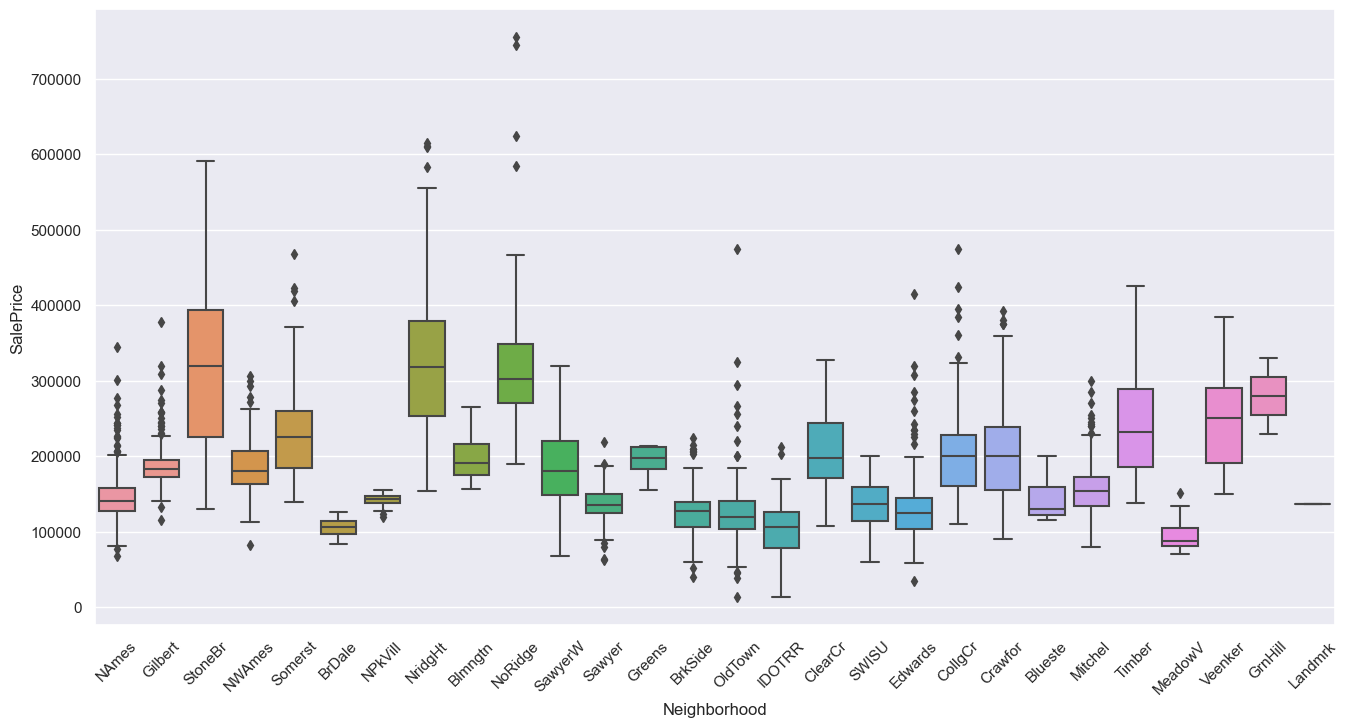 700000
600000
500000
400000
300000
200000
100000
0
SalePrice
NAmes
Gilbert
StoneBr
NWAmes
Somerst
BrDale
NPkVill
NridgHt
Blmngtn
NoRidge
SawyerW
Sawyer
Greens
BrkSide
OldTown
IDOTRR
ClearCr
SWISU
Edwards
CollgCr
Crawfor
Blueste
Mitchel
Timber
MeadowV
Veenker
GrnHill
Landmrk
Neighborhood